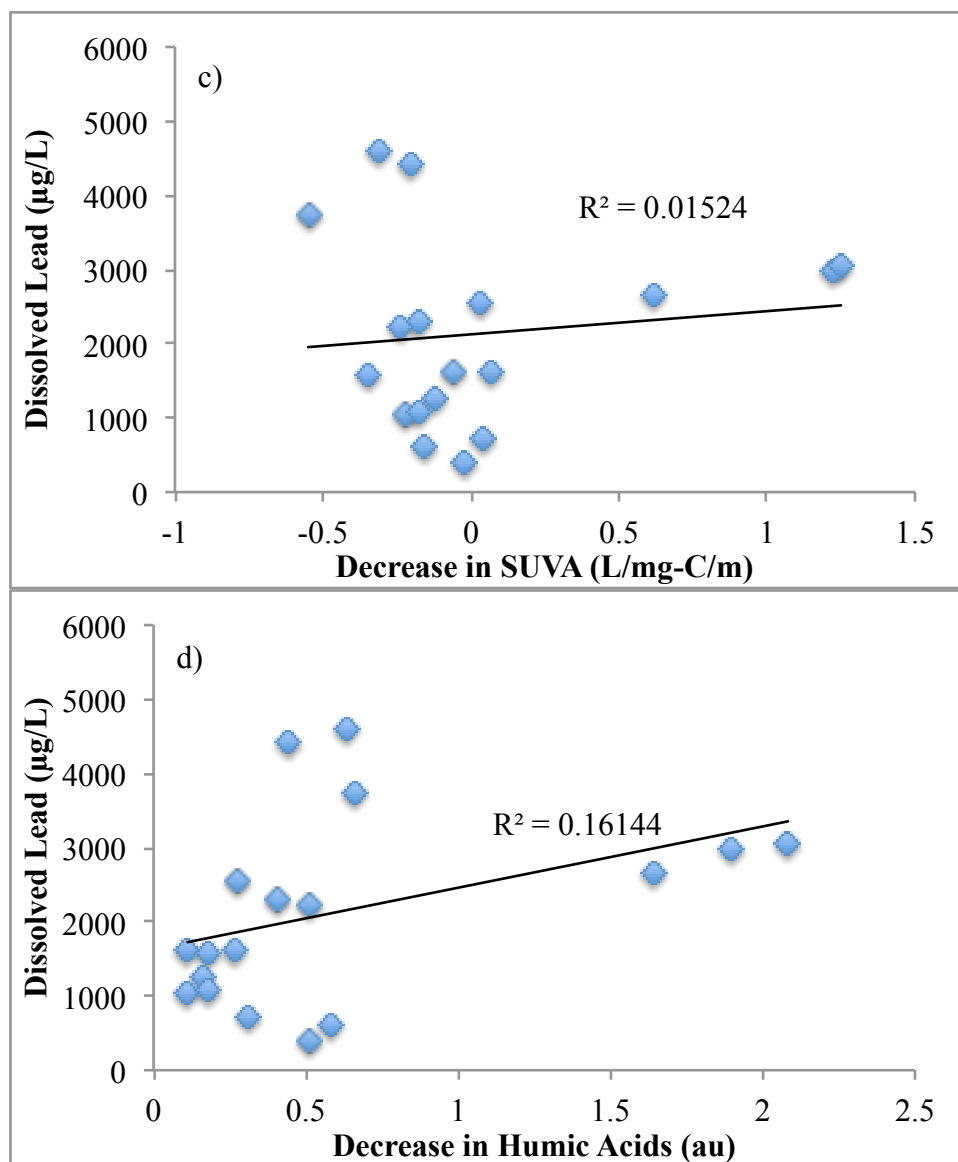 c)
Dissolved Lead (µg/L)
6000
5000
4000
3000
2000
1000
0
R² = 0.01524
-1 -0.5 0 0.5 1 1.5
Decrease in SUVA (L/mg-C/m)
d)
Dissolved Lead (µg/L)
6000
5000
4000
3000
2000
1000
0
R² = 0.16144
0 0.5 1 1.5 2 2.5
Decrease in Humic Acids (au)